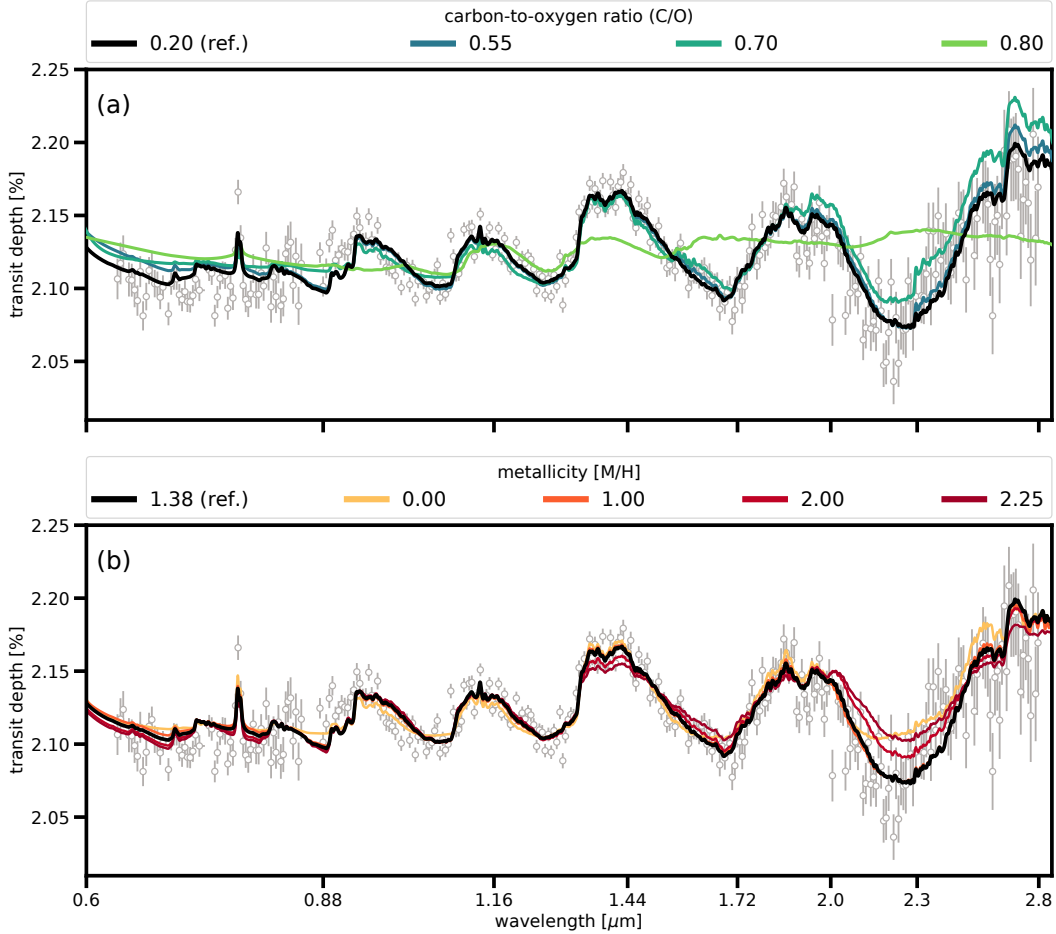 carbon-to-oxygen ratio (C/O)
0.20 (ref.) 0.55 0.70 0.80
2.25
(a)
2.20
2.15
2.10
2.05
transit depth [%]
metallicity [M/H]
1.38 (ref.) 0.00 1.00 2.00 2.25
2.25
(b)
2.20
2.15
2.10
2.05
transit depth [%]
0.6 0.88 1.16 1.44 1.72 2.0 2.3 2.8
wavelength [μm]